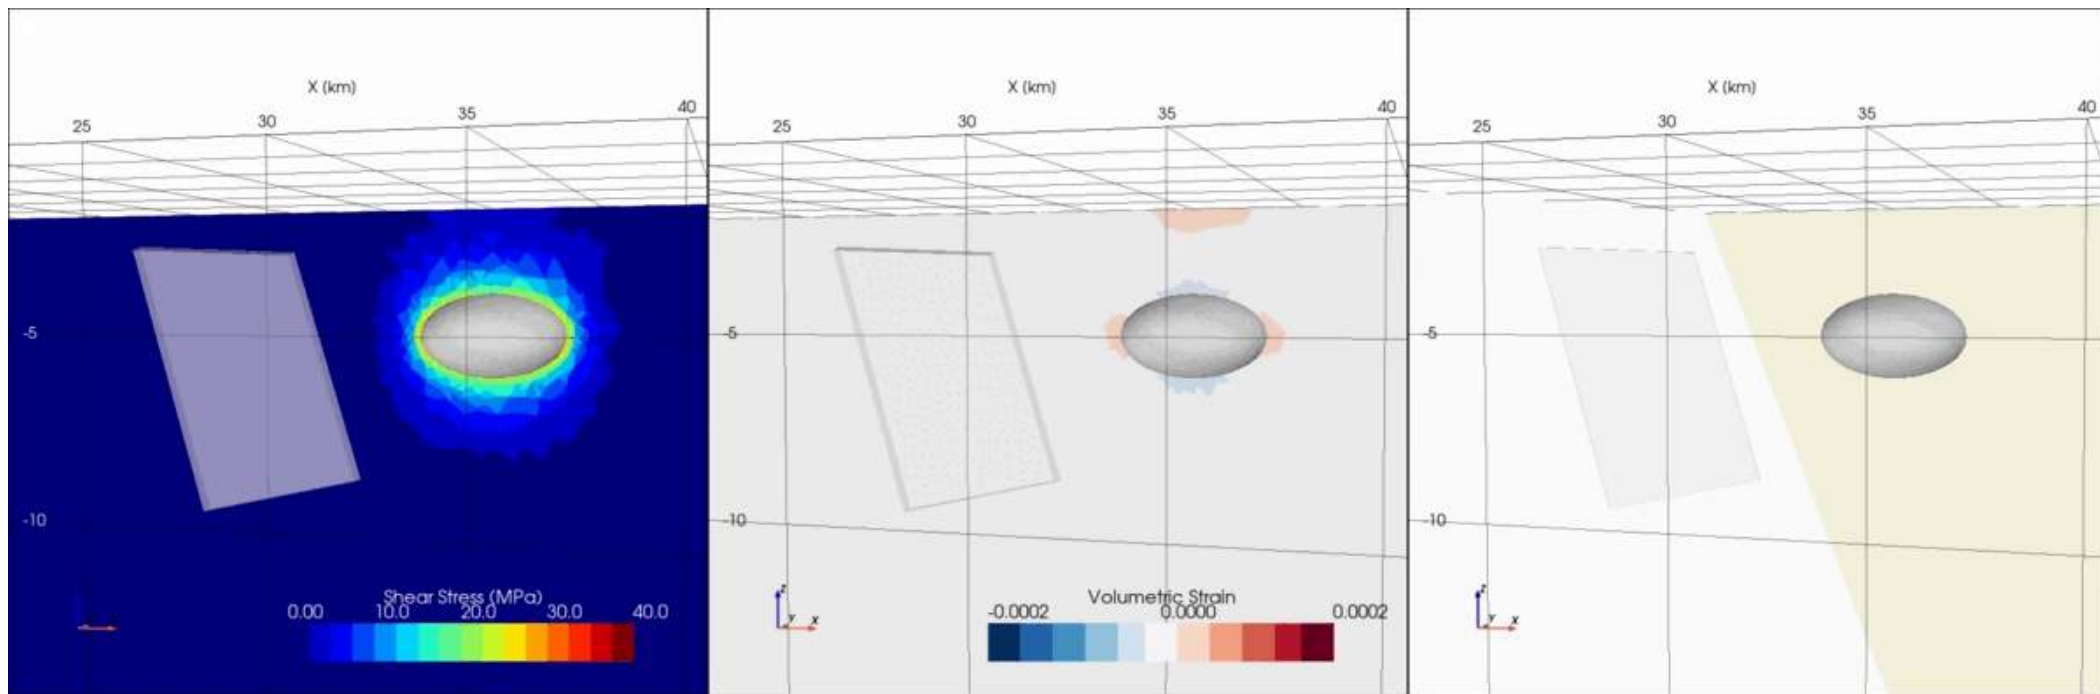 X (km)
25 30 35 40
-5
-10
Shear Stress (MPa)
0.00 10.0 20.0 30.0 40.0
X (km)
25 30 35 40
-5
-10
z
Y X
Volumetric Strain
-0.0002 0.0000 0.0002
X (km)
25 30 35 40
-5
-10
z
Y X